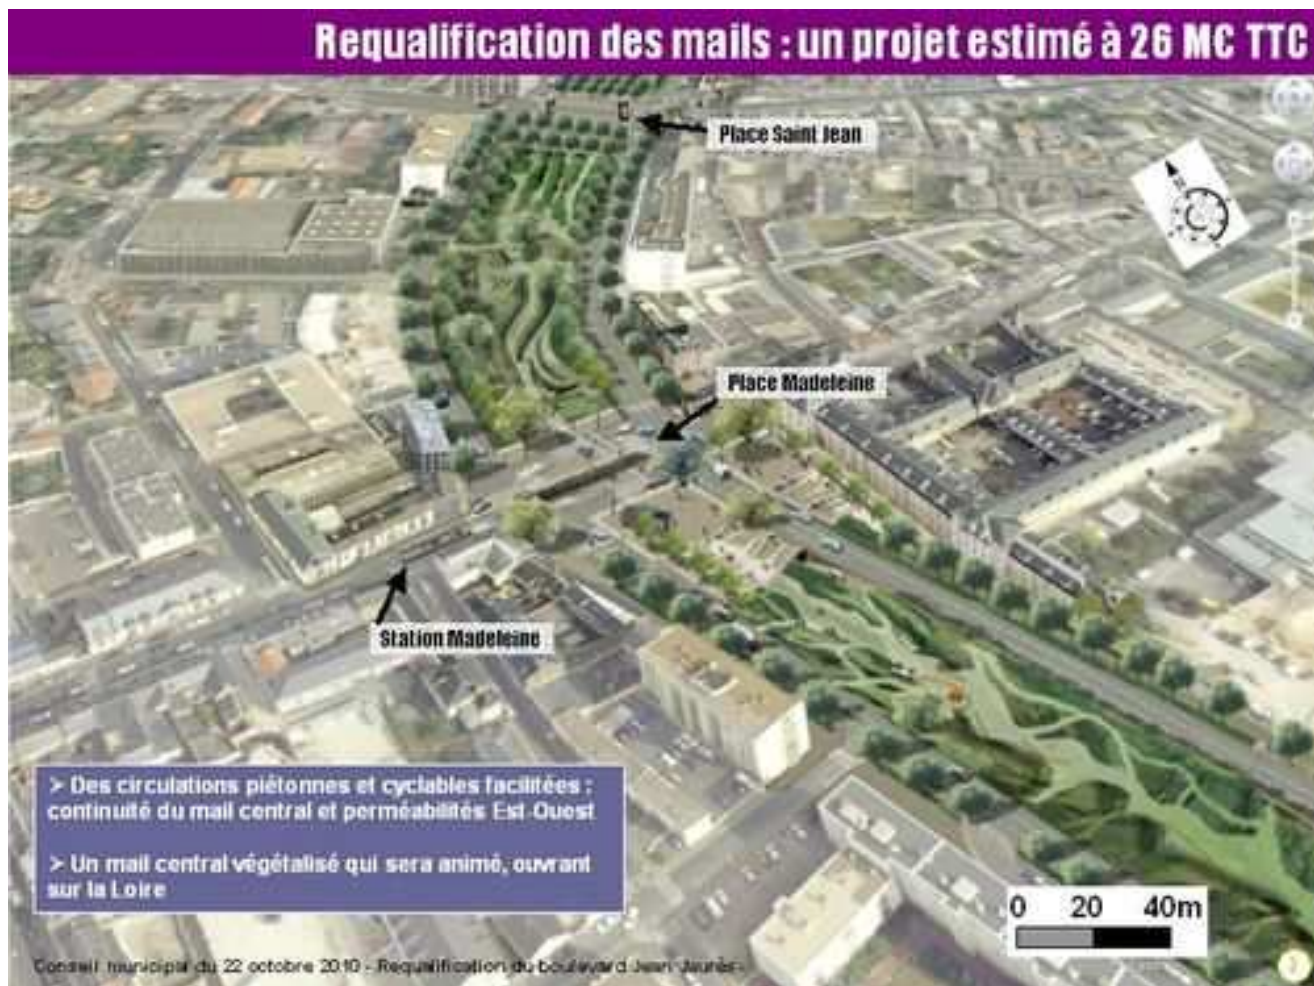 Requalification des mails : un projet estimé à 26 M€ TTC
Place Saint Jean
Place Madeleine
Station Madeleine
> Des circulations piétonnes et cyclables facilitées :
continuité du mail central et perméabilités Est-Ouest
> Un mail central végétalisé qui sera animé, ouvrant
sur la Loire
0 20 40m
Conseil municipal du 22 octobre 2010 - Requalification du boulevard Jean Jaurès-